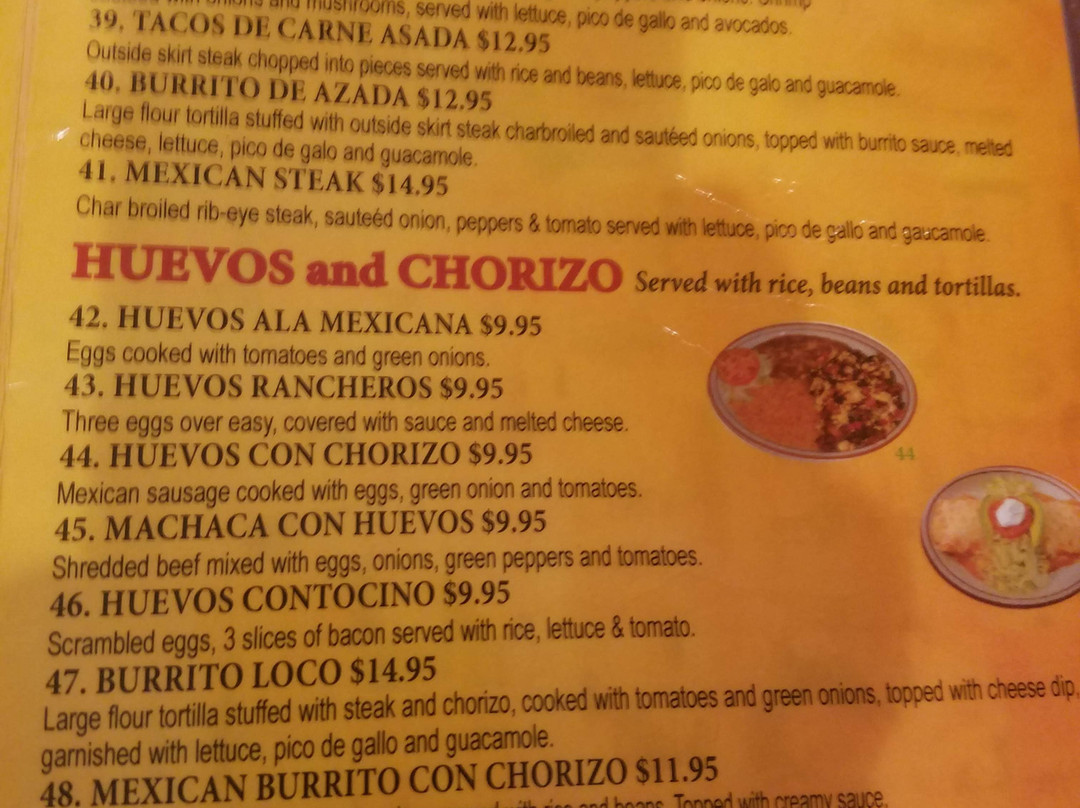 and mushrooms, served with lettuce, pico de gallo and avocados.
39. TACOS DE CARNE ASADA $12.95
Outside skirt steak chopped into pieces served with rice and beans, lettuce, pico de galo and guacamole.
40. BURRITO DE AZADA $12.95
Large flour tortilla stuffed with outside skirt steak charbroiled and sautéed onions, topped with burrito sauce, melted
cheese, lettuce, pico de galo and guacamole.
41. MEXICAN STEAK $14.95
Char broiled rib-eye steak, sauteéd onion, peppers & tomato served with lettuce, pico de gallo and gaucamole.
HUEVOS and CHORIZO Served with rice, beans and tortillas.
42. HUEVOS ALA MEXICANA $9.95
Eggs cooked with tomatoes and green onions.
43. HUEVOS RANCHEROS $9.95
Three eggs over easy, covered with sauce and melted cheese.
44. HUEVOS CON CHORIZO $9.95
44
Mexican sausage cooked with eggs, green onion and tomatoes.
45. MACHACA CON HUEVOS $9.95
Shredded beef mixed with eggs, onions, green peppers and tomatoes.
46. HUEVOS CONTOCINO $9.95
Scrambled eggs, 3 slices of bacon served with rice, lettuce & tomato.
47. BURRITO LOCO $14.95
Large flour tortilla stuffed with steak and chorizo, cooked with tomatoes and green onions, topped with cheese dip,
garnished with lettuce, pico de gallo and guacamole.
48. MEXICAN BURRITO CON CHORIZO $11.95
with rice and beans. Topped with creamy sauce.